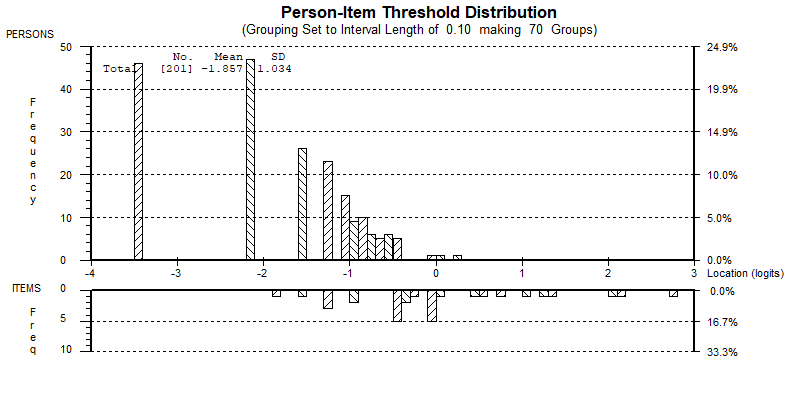 Person-Item Threshold Distribution
(Grouping Set to Interval Length of 0.10 making 70 Groups)
PERSONS
No. Mean SD
Total [201] -1.857 1.034
Frequency
50
40
30
20
10
0
24.9%
19.9%
14.9%
10.0%
5.0%
0.0%
-4 -3 -2 -1 0 1 2 3 Location (logits)
ITEMS
Freq
0
5
10
0.0%
16.7%
33.3%